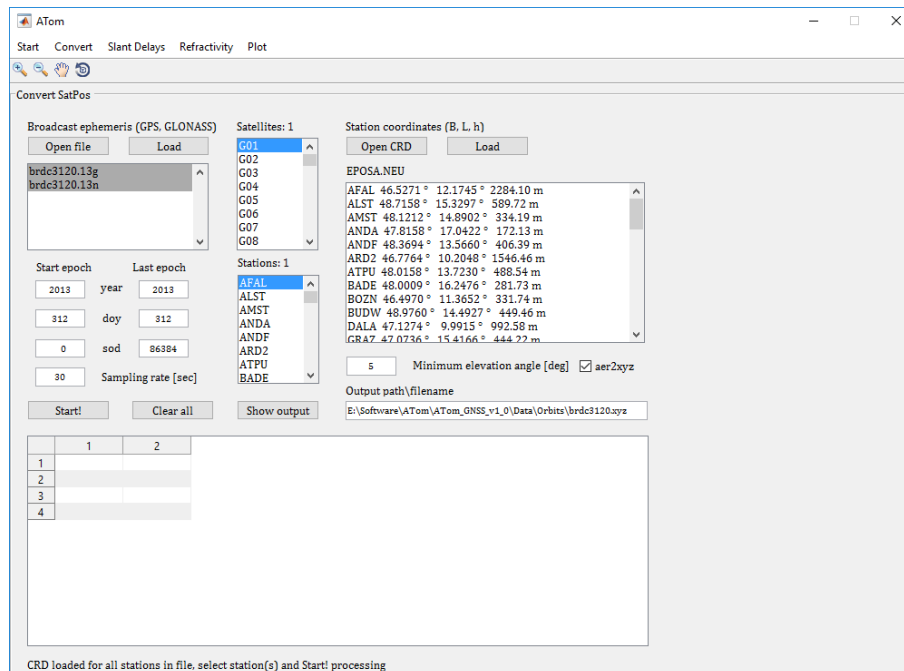 ATom
Start Convert Slant Delays Refractivity Plot
Convert SatPos
Broadcast ephemeris (GPS, GLONASS)
Open file Load
brdc3120.13g
brdc3120.13n
Start epoch Last epoch
2013 year 2013
312 doy 312
0 sod 86384
30 Sampling rate [sec]
Start! Clear all
Satellites: 1
G01
G02
G03
G04
G05
G06
G07
G08
Stations: 1
AFAL
ALST
AMST
ANDA
ANDF
ARD2
ATPU
BADE
Show output
Station coordinates (B, L, h)
Open CRD Load
EPOSA.NEU
AFAL 46.5271 ° 12.1745 ° 2284.10 m
ALST 48.7158 ° 15.3297 ° 589.72 m
AMST 48.1212 ° 14.8902 ° 334.19 m
ANDA 47.8158 ° 17.0422 ° 172.13 m
ANDF 48.3694 ° 13.5660 ° 406.39 m
ARD2 46.7764 ° 10.2048 ° 1546.46 m
ATPU 48.0158 ° 13.7230 ° 488.54 m
BADE 48.0009 ° 16.2476 ° 281.73 m
BOZN 46.4970 ° 11.3652 ° 331.74 m
BUDW 48.9760 ° 14.4927 ° 449.46 m
DALA 47.1274 ° 9.9915 ° 992.58 m
GRAZ 47.0736 ° 15.4166 ° 444.22 m
5 Minimum elevation angle [deg] aer2xyz
Output path\filename
E:\Software\ATom\ATom_GNSS_v1_0\Data\Orbits\brdc3120.xyz
1 2
1
2
3
4
CRD loaded for all stations in file, select station(s) and Start! processing